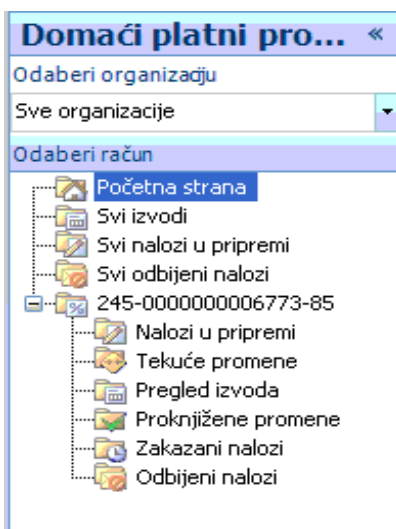 Domaći platni pro... «
Odaberi organizaciju
Sve organizacije
Odaberi račun
Početna strana
Svi izvodi
Svi nalozi u pripremi
Svi odbijeni nalozi
245-0000000006773-85
Nalozi u pripremi
Tekuće promene
Pregled izvoda
Proknjižene promene
Zakazani nalozi
Odbijeni nalozi